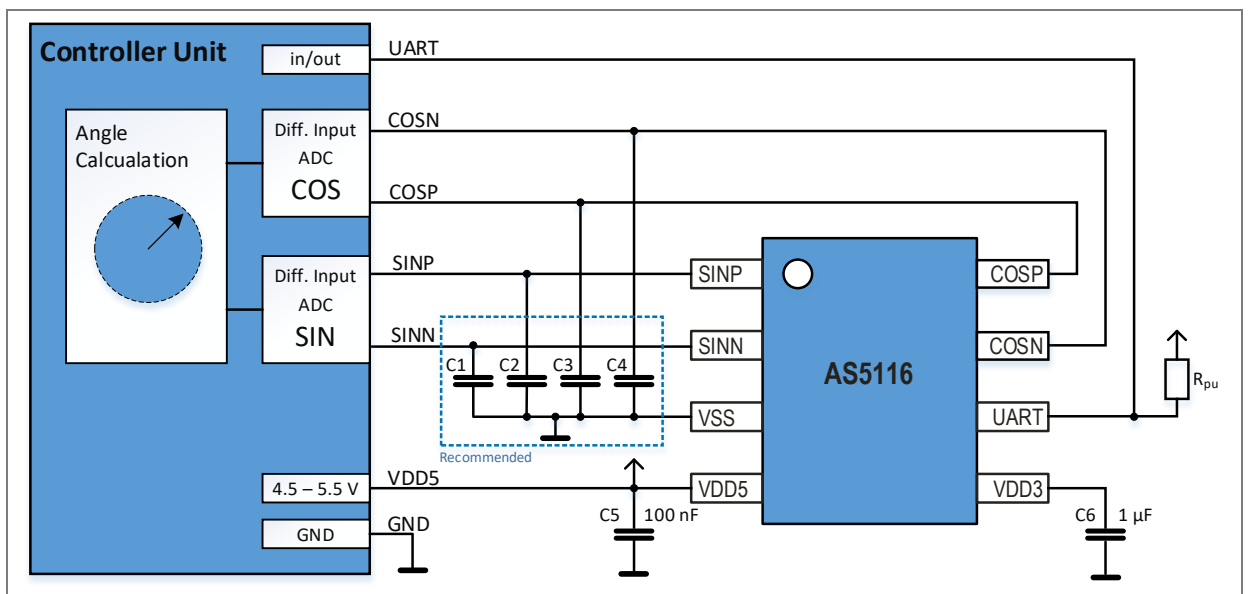 Controller Unit
in/out
UART
Angle
Calcualation
Diff. Input
ADC
COS
COSN
COSP
Diff. Input
ADC
SIN
SINP
SINN
C1
C2
C3
C4
Recommended
SINP
SINN
VSS
VDD5
AS5116
COSP
COSN
UART
VDD3
Rpu
4.5 – 5.5 V
VDD5
GND
GND
C5
100 nF
C6
1 µF